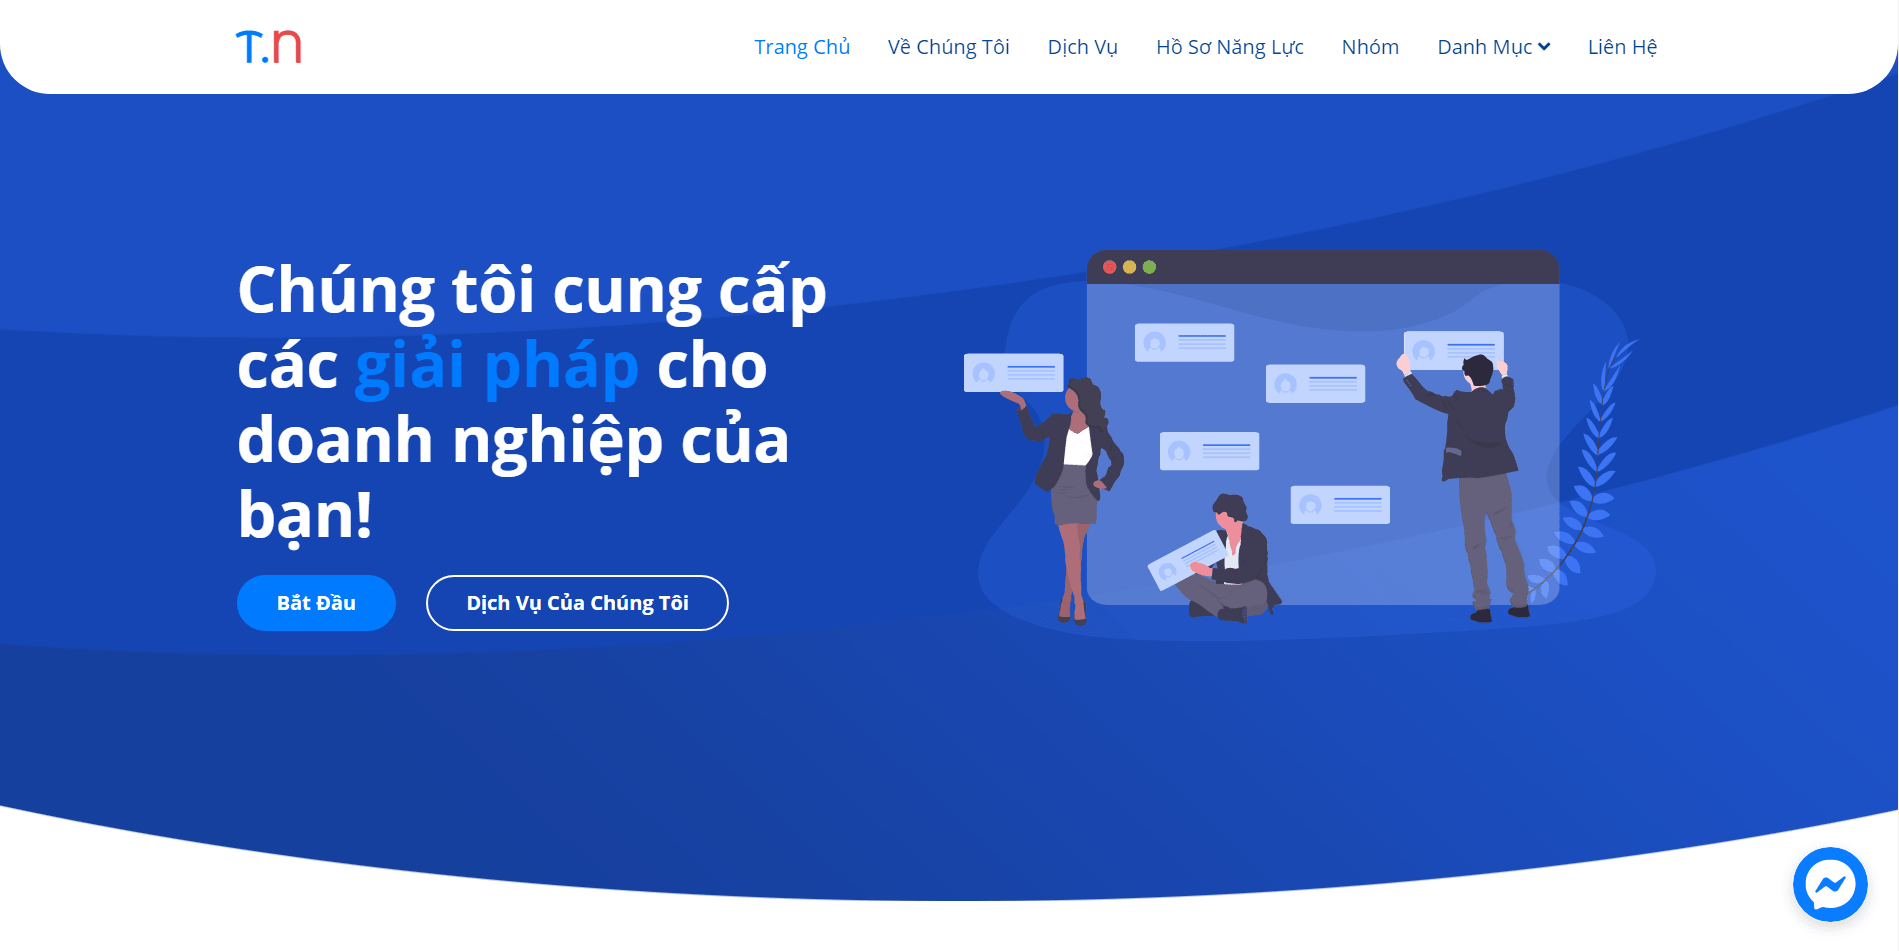 T.n
Trang Chủ Về Chúng Tôi Dịch Vụ Hồ Sơ Năng Lực Nhóm Danh Mục Liên Hệ
Chúng tôi cung cấp
các giải pháp cho
doanh nghiệp của
bạn!
Bắt Đầu Dịch Vụ Của Chúng Tôi